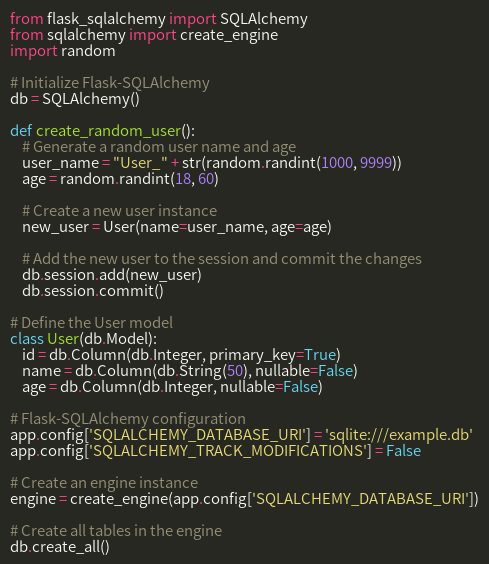 from flask_sqlalchemy import SQLAlchemy
from sqlalchemy import create_engine
import random

# Initialize Flask-SQLAlchemy
db = SQLAlchemy()

def create_random_user():
    # Generate a random user name and age
    user_name = "User_" + str(random.randint(1000, 9999))
    age = random.randint(18, 60)

    # Create a new user instance
    new_user = User(name=user_name, age=age)

    # Add the new user to the session and commit the changes
    db.session.add(new_user)
    db.session.commit()

# Define the User model
class User(db.Model):
    id = db.Column(db.Integer, primary_key=True)
    name = db.Column(db.String(50), nullable=False)
    age = db.Column(db.Integer, nullable=False)

# Flask-SQLAlchemy configuration
app.config['SQLALCHEMY_DATABASE_URI'] = 'sqlite:///example.db'
app.config['SQLALCHEMY_TRACK_MODIFICATIONS'] = False

# Create an engine instance
engine = create_engine(app.config['SQLALCHEMY_DATABASE_URI'])

# Create all tables in the engine
db.create_all()